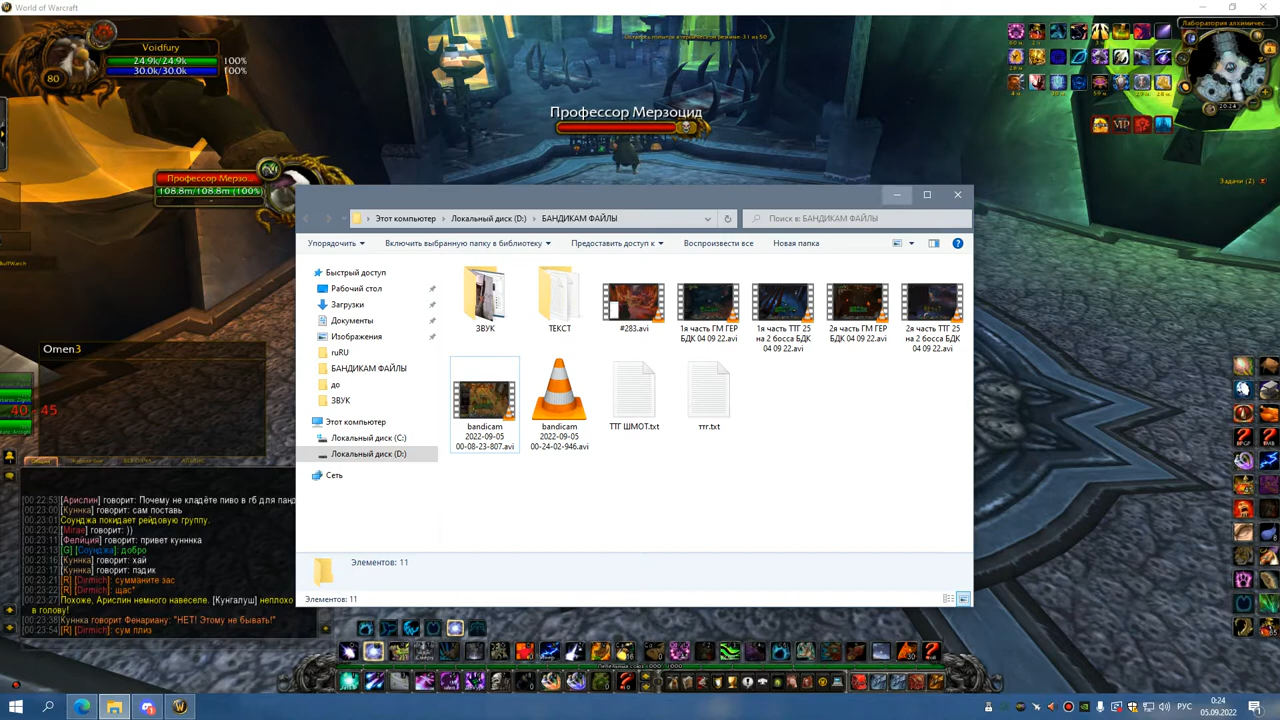 World of Warcraft
Voidfury
24.9k/24.9k 100%
30.0k/30.0k 100%
80
Профессор Мерзоцид
Профессор Мерзо...
108.8m/108.8m (100%)
20:24
VIP
Задачи (2)
Этот компьютер
Локальный диск (D:)
БАНДИКАМ ФАЙЛЫ
Поиск в: БАНДИКАМ ФАЙЛЫ
Упорядочить
Включить выбранную папку в библиотеку
Предоставить доступ к
Воспроизвести все
Новая папка
Быстрый доступ
Рабочий стол
Загрузки
Документы
Изображения
ruRU
БАНДИКАМ ФАЙЛЫ
до
ЗВУК
Этот компьютер
Локальный диск (C:)
Локальный диск (D:)
Сеть
ЗВУК
ТЕКСТ
#283.avi
1я часть ГМ ГЕР
БДК 04 09 22.avi
1я часть ТТГ 25
на 2 босса БДК
04 09 22.avi
2я часть ГМ ГЕР
БДК 04 09 22.avi
2я часть ТТГ 25
на 2 босса БДК
04 09 22.avi
bandicam
2022-09-05
00-08-23-807.avi
bandicam
2022-09-05
00-24-02-946.avi
ТТГ ШМОТ.txt
ттг.txt
Элементов: 11
Элементов: 11
Omen3
40 - 45
[00:22:53][Арислин] говорит: Почему не кладёте пиво в гб для панд
[00:23:00][Куннка] говорит: сам поставь
[00:23:01]Соунджа покидает рейдовую группу.
[00:23:02][Mirae] говорит: ))
[00:23:11][Фелиция] говорит: привет кунннка
[00:23:13][G] [Соунджа]: добро
[00:23:16][Куннка] говорит: хай
[00:23:17][Куннка] говорит: пэдик
[00:23:21][R] [Dirmich]: суммaните зас
[00:23:22][R] [Dirmich]: щас*
[00:23:27]Похоже, Арислин немного навеселе. [Кунгалуш] неплохо
в голову!
[00:23:38]Куннка говорит Фенариану: "НЕТ! Этому не бывать!"
[00:23:54][R] [Dirmich]: сум плиз
РУС
0:24
05.09.2022